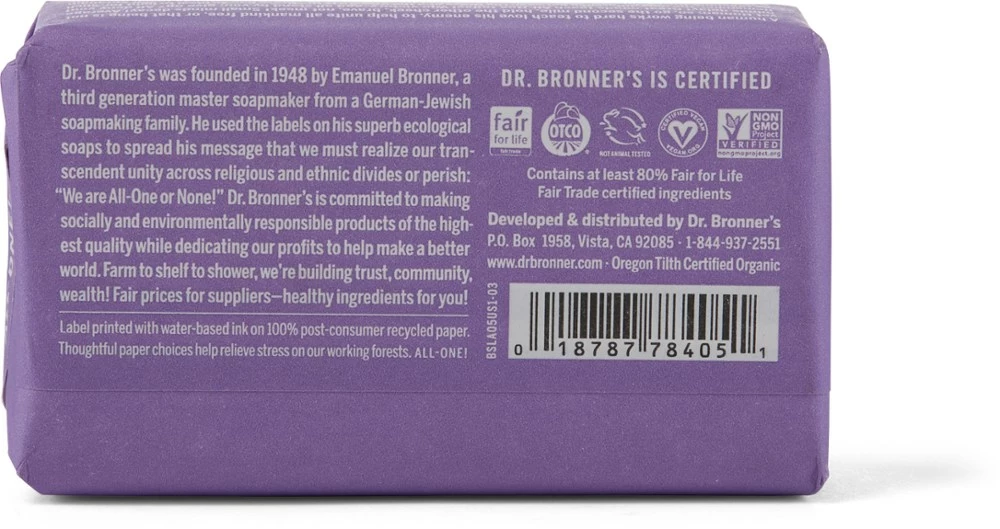 Dr. Bronner's was founded in 1948 by Emanuel Bronner, a
third generation master soapmaker from a German-Jewish
soapmaking family. He used the labels on his superb ecological
soaps to spread his message that we must realize our tran-
scendent unity across religious and ethnic divides or perish:
“We are All-One or None!” Dr. Bronner's is committed to making
socially and environmentally responsible products of the high-
est quality while dedicating our profits to help make a better
world. Farm to shelf to shower, we're building trust, community,
wealth! Fair prices for suppliers–healthy ingredients for you!
Label printed with water-based ink on 100% post-consumer recycled paper.
Thoughtful paper choices help relieve stress on our working forests. ALL-ONE!
DR. BRONNER'S IS CERTIFIED
fair
for life
fair trade
OTCO
NOT ANIMAL TESTED
CERTIFIED VEGAN
VEGAN.ORG
NON
GMO
Project
VERIFIED
nongmoproject.org
Contains at least 80% Fair for Life
Fair Trade certified ingredients
Developed & distributed by Dr. Bronner's
P.O. Box 1958, Vista, CA 92085 · 1-844-937-2551
www.drbronner.com · Oregon Tilth Certified Organic
BSLA05US1-03
0 18787 78405 1